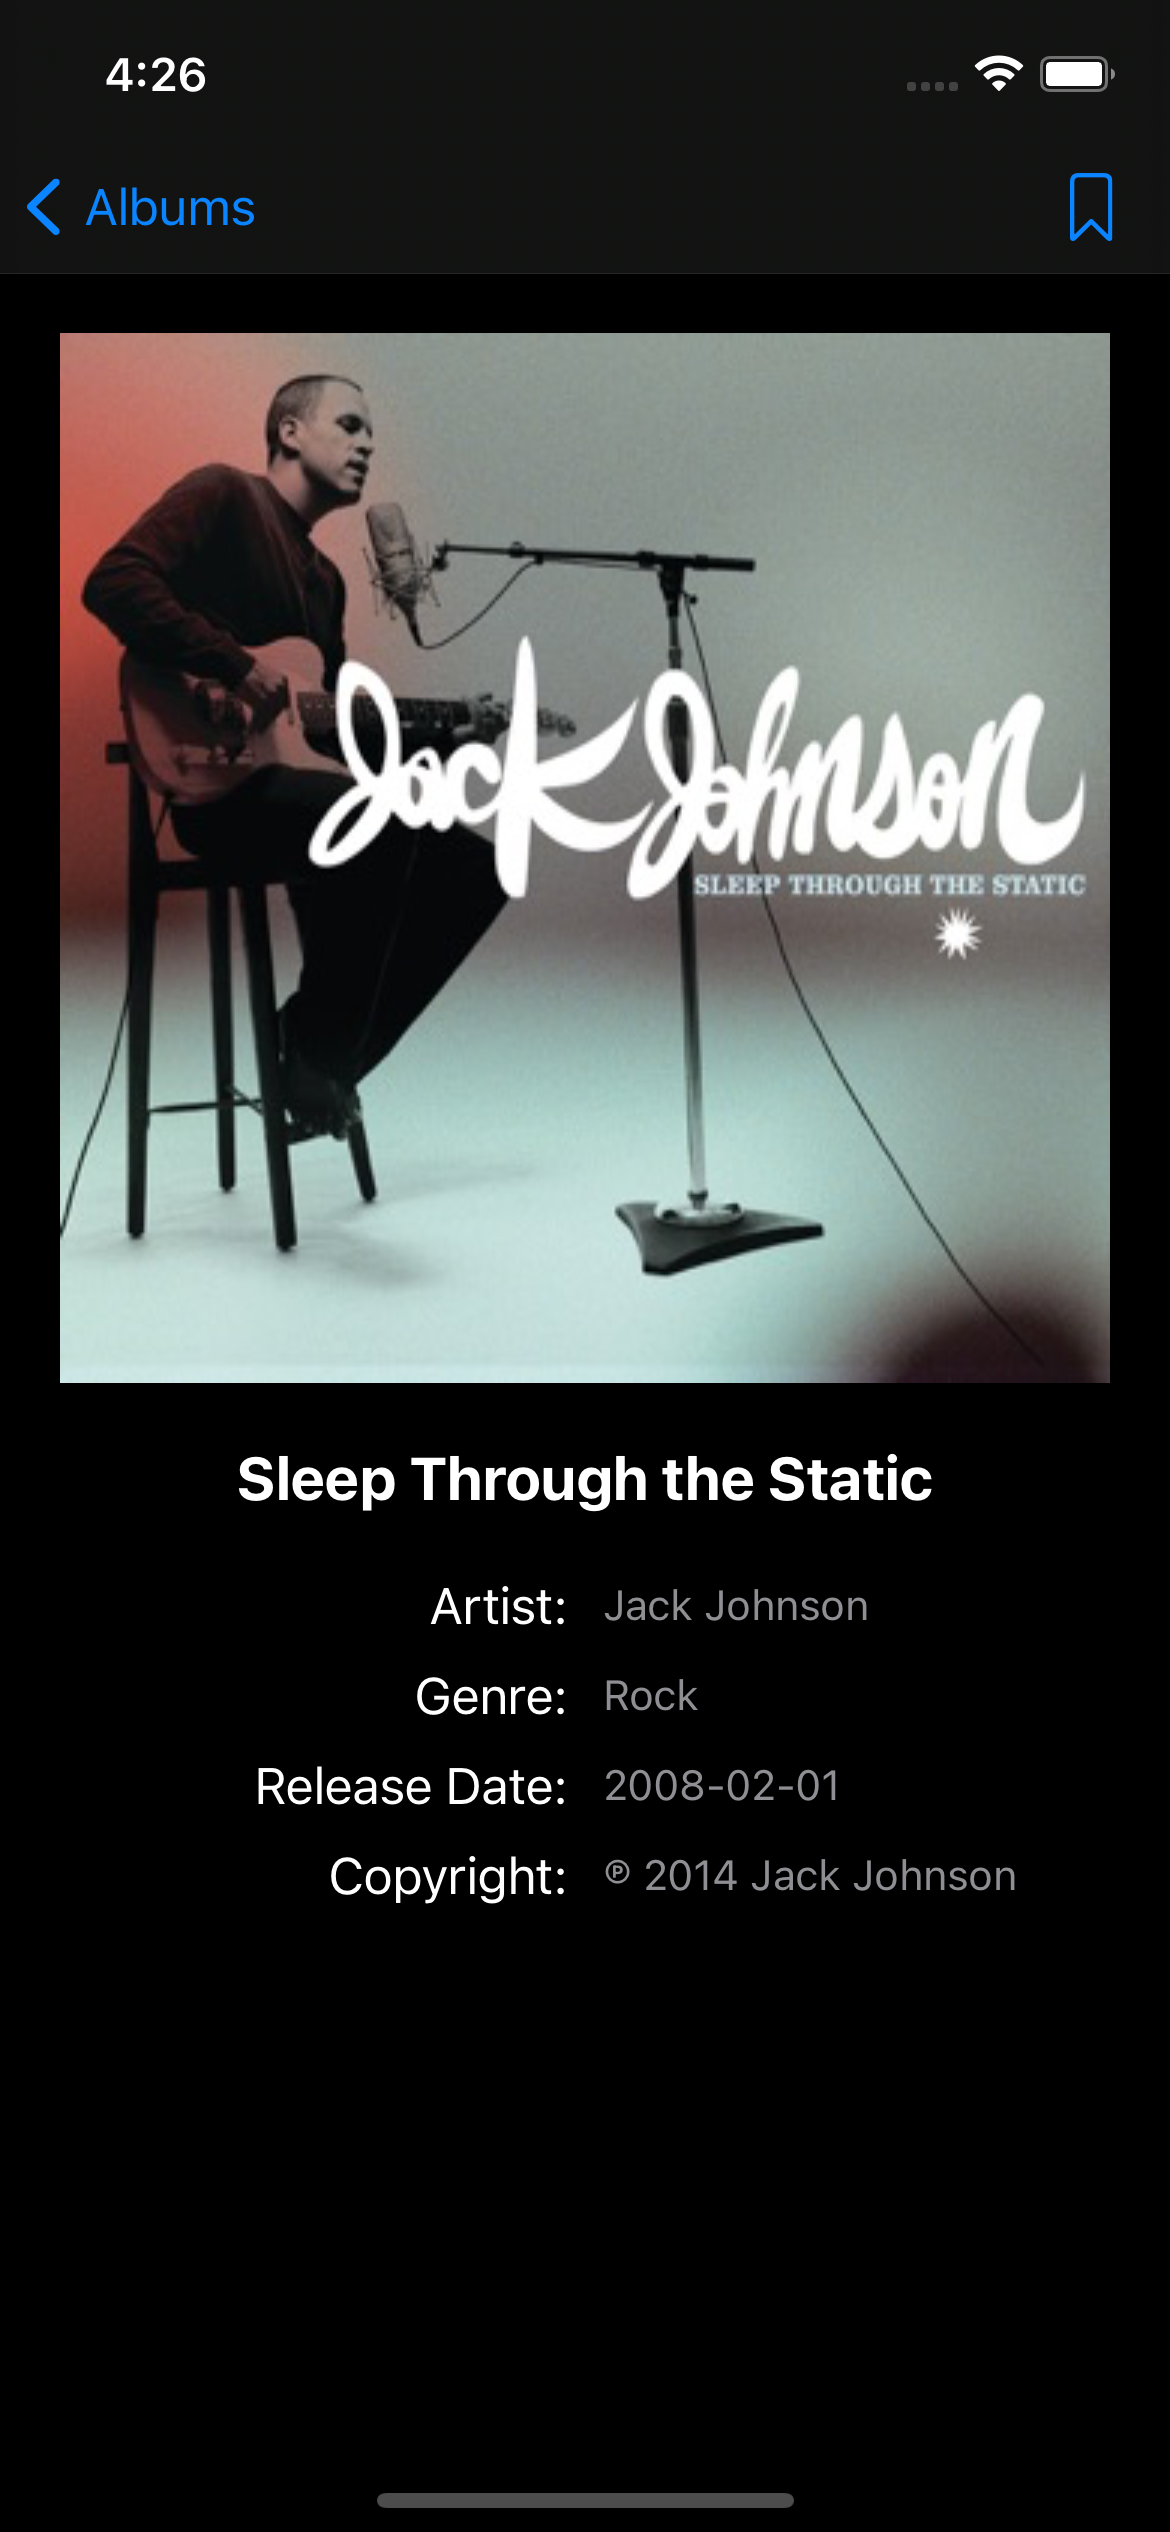 4:26
Albums
Jack Johnson
SLEEP THROUGH THE STATIC
Sleep Through the Static
Artist: Jack Johnson
Genre: Rock
Release Date: 2008-02-01
Copyright: ℗ 2014 Jack Johnson